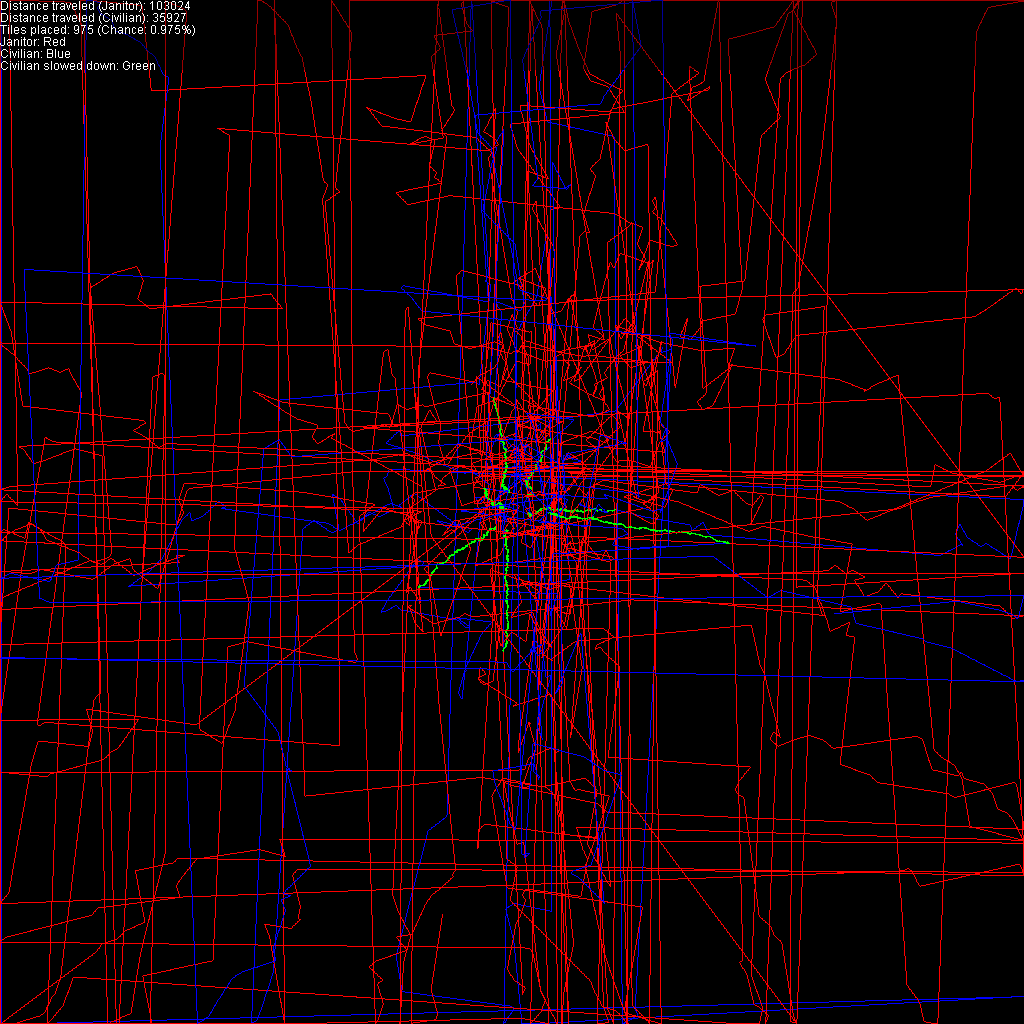 Distance traveled (Janitor): 103024
Distance traveled (Civilian): 35927
Tiles placed: 975 (Chance: 0.975%)
Janitor: Red
Civilian: Blue
Civilian slowed down: Green